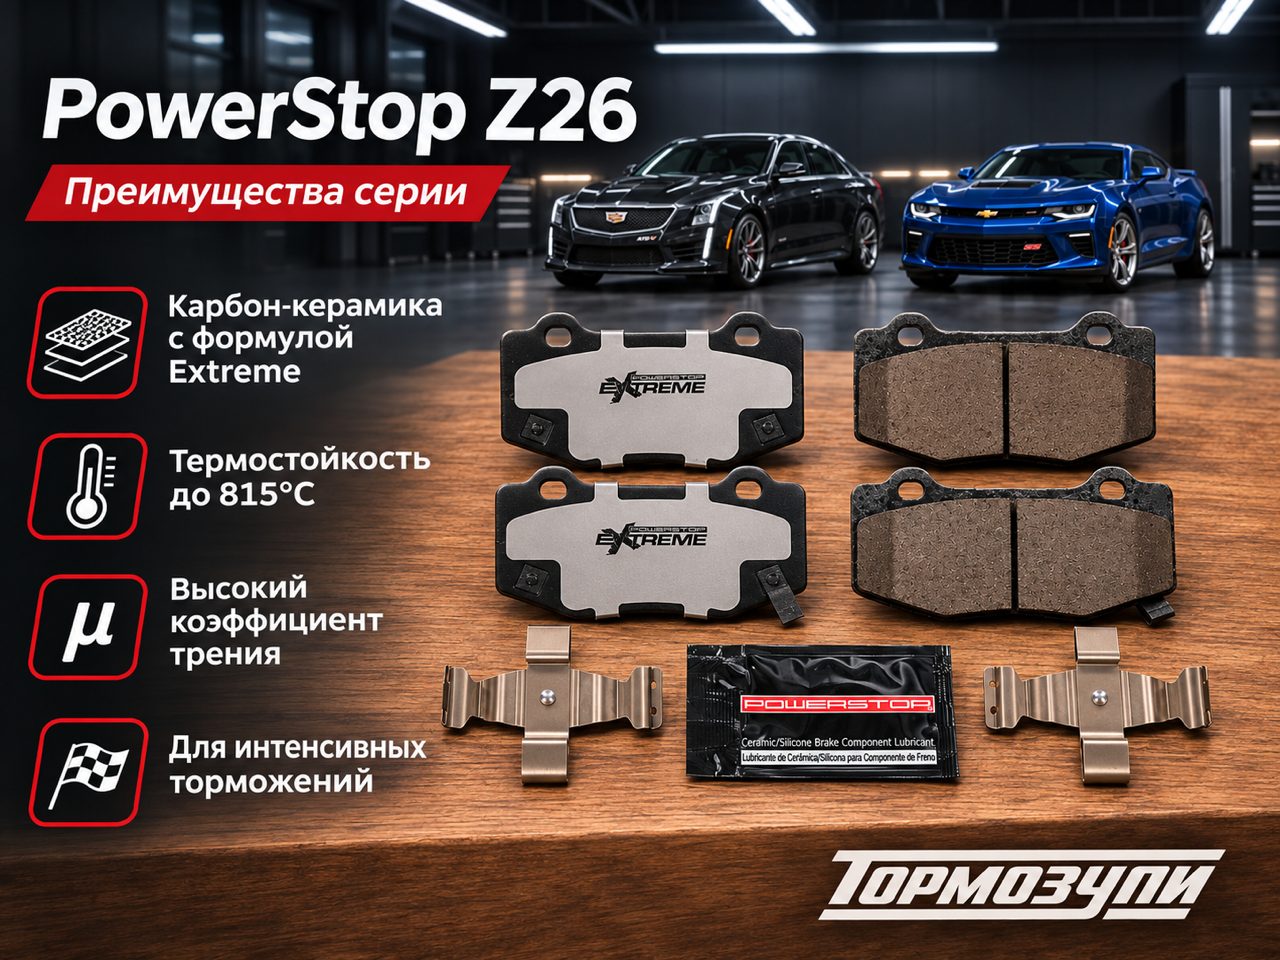 PowerStop Z26
Преимущества серии
Карбон-керамика
с формулой
Extreme
Термостойкость
до 815°C
Высокий
коэффициент
трения
μ
Для интенсивных
торможений
POWERSTOP
EXTREME
POWERSTOP
EXTREME
POWERSTOP
Ceramic/Silicone Brake Component Lubricant
Lubricante de Cerámica/Silicona para Componente de Freno
ТОРМОЗУПИ